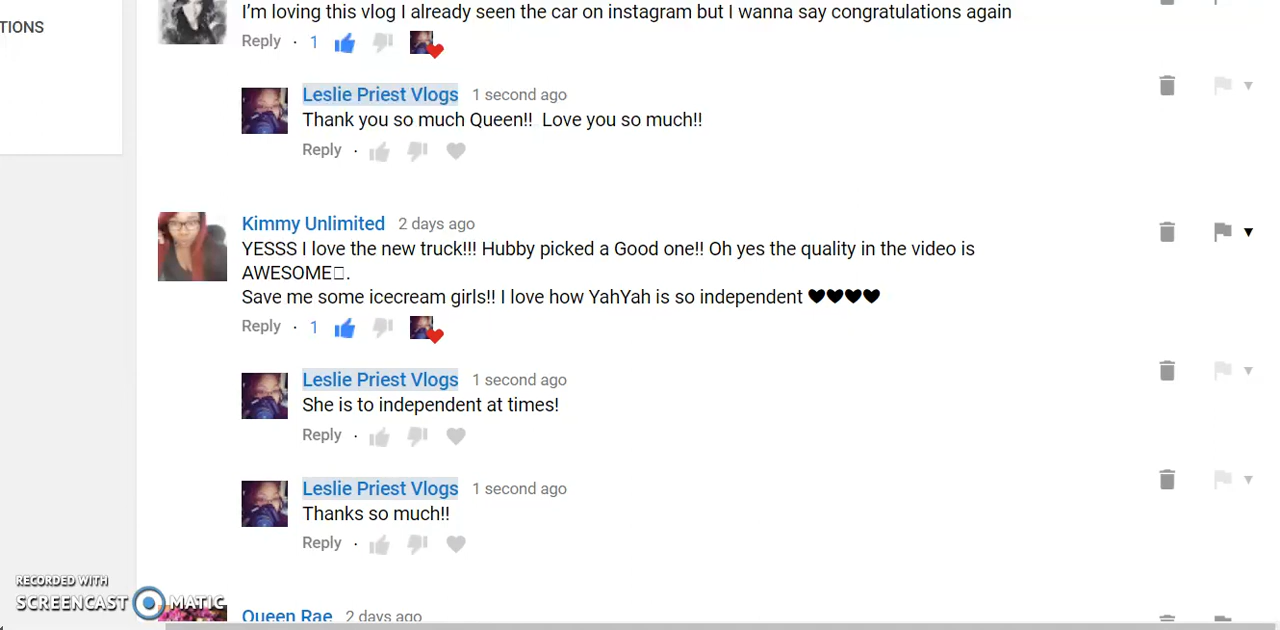 I'm loving this vlog I already seen the car on instagram but I wanna say congratulations again
TIONS
Reply · 1
Leslie Priest Vlogs 1 second ago
Thank you so much Queen!!  Love you so much!!
Reply ·
Kimmy Unlimited 2 days ago
YESSS I love the new truck!!! Hubby picked a Good one!! Oh yes the quality in the video is
AWESOME□.
Save me some icecream girls!! I love how YahYah is so independent ♥♥♥♥
Reply · 1
Leslie Priest Vlogs 1 second ago
She is to independent at times!
Reply ·
Leslie Priest Vlogs 1 second ago
Thanks so much!!
Reply ·
RECORDED WITH
SCREENCAST MATIC
Queen Rae 2 days ago